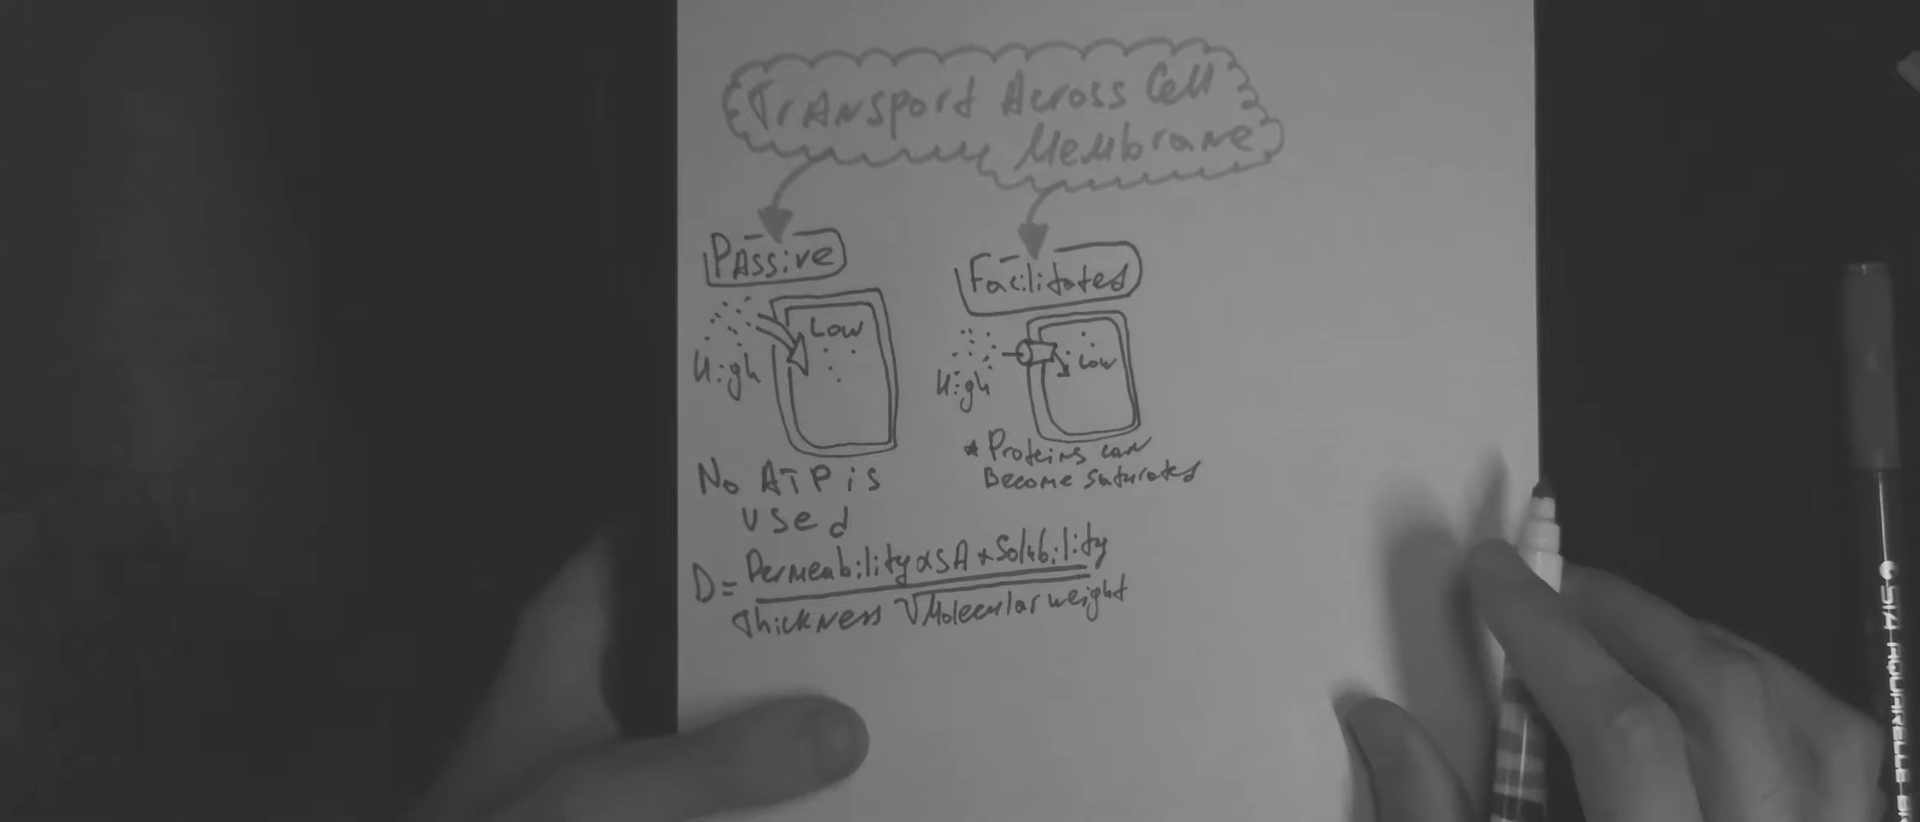 Transport Across Cell
Membrane
Passive
Facilitated
Low
High
Low
High
No ATP is
used
* Proteins can
Become saturated
D= Permeability x SA x Solubility
Thickness √Molecular weight
AQUARELLE